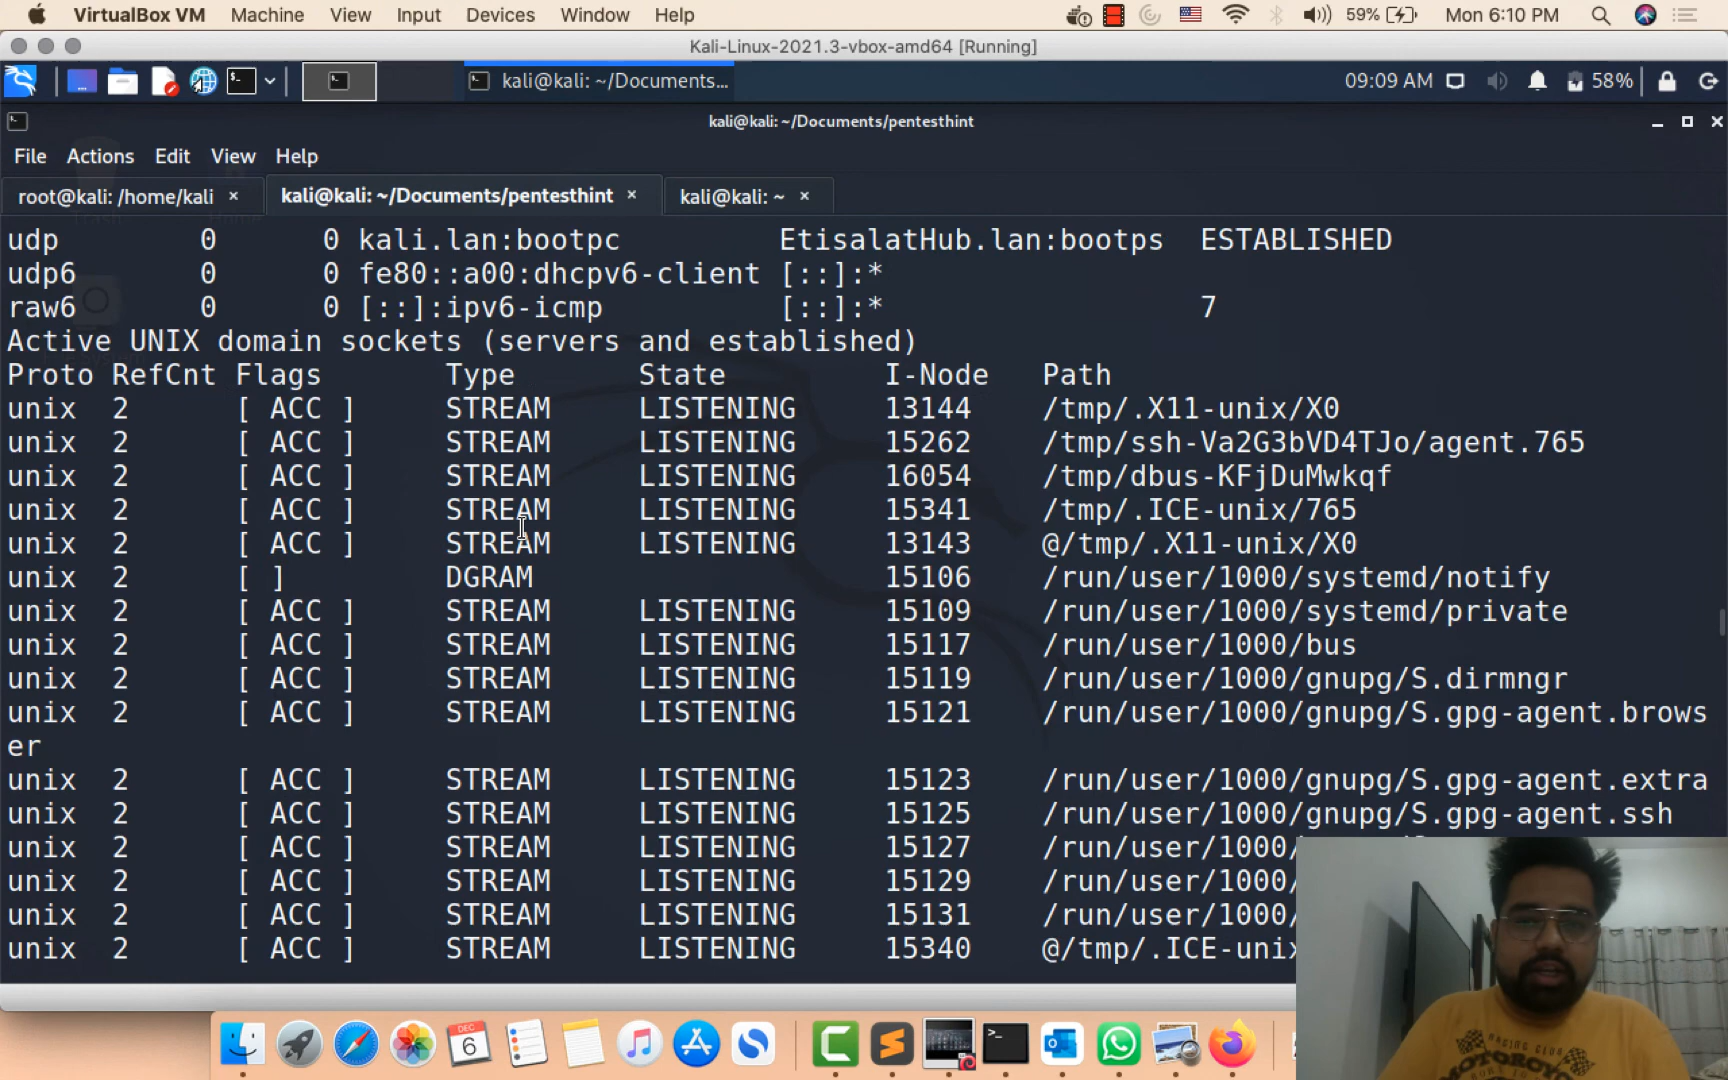 VirtualBox VM Machine View Input Devices Window Help 59% Mon 6:10 PM
Kali-Linux-2021.3-vbox-amd64 [Running]
kali@kali: ~/Documents... 09:09 AM 58%
kali@kali: ~/Documents/pentesthint
File Actions Edit View Help
root@kali: /home/kali × kali@kali: ~/Documents/pentesthint × kali@kali: ~ ×
udp 0 0 kali.lan:bootpc EtisalatHub.lan:bootps ESTABLISHED
udp6 0 0 fe80::a00:dhcpv6-client [::]:*
raw6 0 0 [::]:ipv6-icmp [::]:* 7
Active UNIX domain sockets (servers and established)
Proto RefCnt Flags Type State I-Node Path
unix 2 [ ACC ] STREAM LISTENING 13144 /tmp/.X11-unix/X0
unix 2 [ ACC ] STREAM LISTENING 15262 /tmp/ssh-Va2G3bVD4TJo/agent.765
unix 2 [ ACC ] STREAM LISTENING 16054 /tmp/dbus-KFjDuMwkqf
unix 2 [ ACC ] STREAM LISTENING 15341 /tmp/.ICE-unix/765
unix 2 [ ACC ] STREAM LISTENING 13143 @/tmp/.X11-unix/X0
unix 2 [ ] DGRAM 15106 /run/user/1000/systemd/notify
unix 2 [ ACC ] STREAM LISTENING 15109 /run/user/1000/systemd/private
unix 2 [ ACC ] STREAM LISTENING 15117 /run/user/1000/bus
unix 2 [ ACC ] STREAM LISTENING 15119 /run/user/1000/gnupg/S.dirmngr
unix 2 [ ACC ] STREAM LISTENING 15121 /run/user/1000/gnupg/S.gpg-agent.brows
er
unix 2 [ ACC ] STREAM LISTENING 15123 /run/user/1000/gnupg/S.gpg-agent.extra
unix 2 [ ACC ] STREAM LISTENING 15125 /run/user/1000/gnupg/S.gpg-agent.ssh
unix 2 [ ACC ] STREAM LISTENING 15127 /run/user/1000/
unix 2 [ ACC ] STREAM LISTENING 15129 /run/user/1000/
unix 2 [ ACC ] STREAM LISTENING 15131 /run/user/1000/
unix 2 [ ACC ] STREAM LISTENING 15340 @/tmp/.ICE-unix
DEC
6
RACING CLUB
MOTORCYC